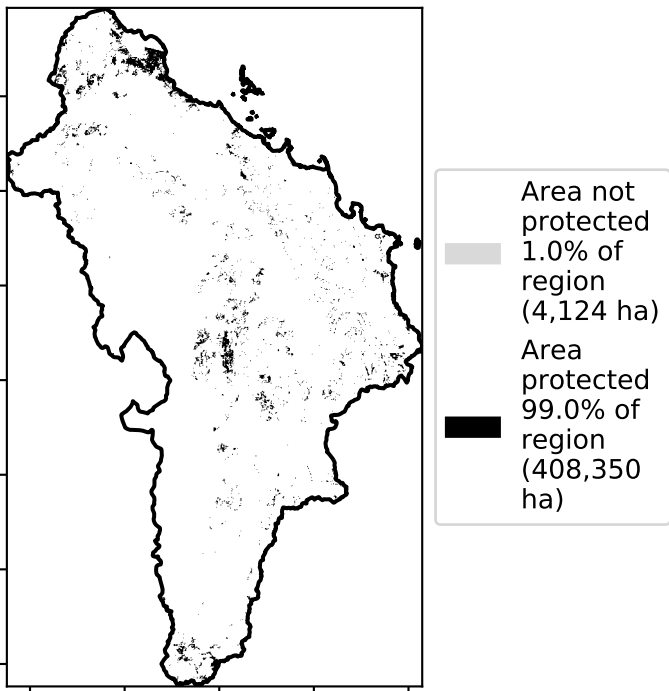 Area not
protected
1.0% of
region
(4,124 ha)
Area
protected
99.0% of
region
(408,350
ha)